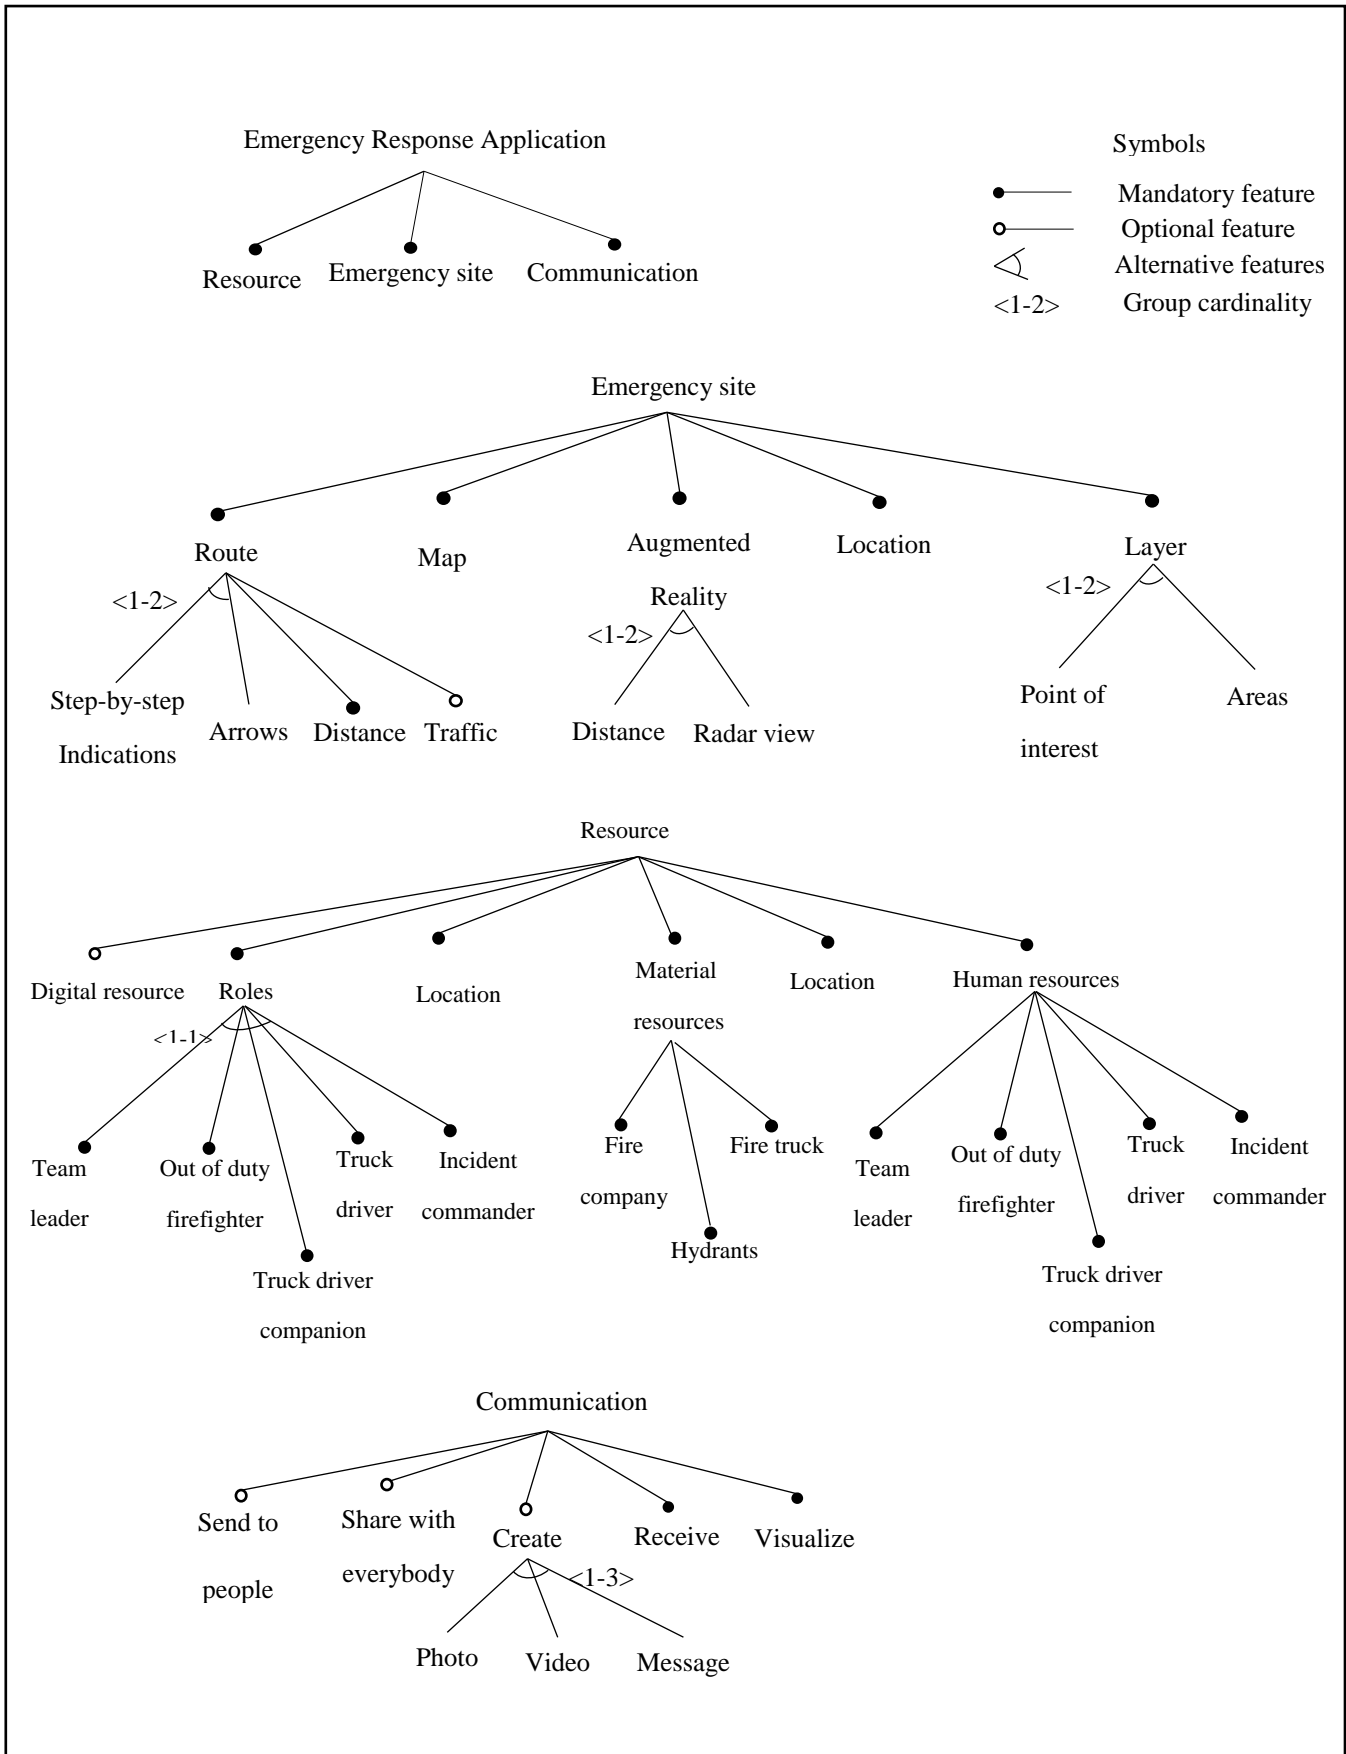 Emergency Response Application
Symbols
Mandatory feature
Optional feature
Alternative features
<1-2> Group cardinality
Resource Emergency site Communication
Emergency site
Route
Map
Augmented
Reality
Location
Layer
<1-2>
<1-2>
<1-2>
Step-by-step
Indications
Arrows
Distance
Traffic
Distance
Radar view
Point of
interest
Areas
Resource
Digital resource
Roles
Location
Material
resources
Location
Human resources
<1-1>
Team
leader
Out of duty
firefighter
Truck driver
companion
Truck
driver
Incident
commander
Fire
company
Hydrants
Fire truck
Team
leader
Out of duty
firefighter
Truck driver
companion
Truck
driver
Incident
commander
Communication
Send to
people
Share with
everybody
Create
Receive
Visualize
<1-3>
Photo
Video
Message